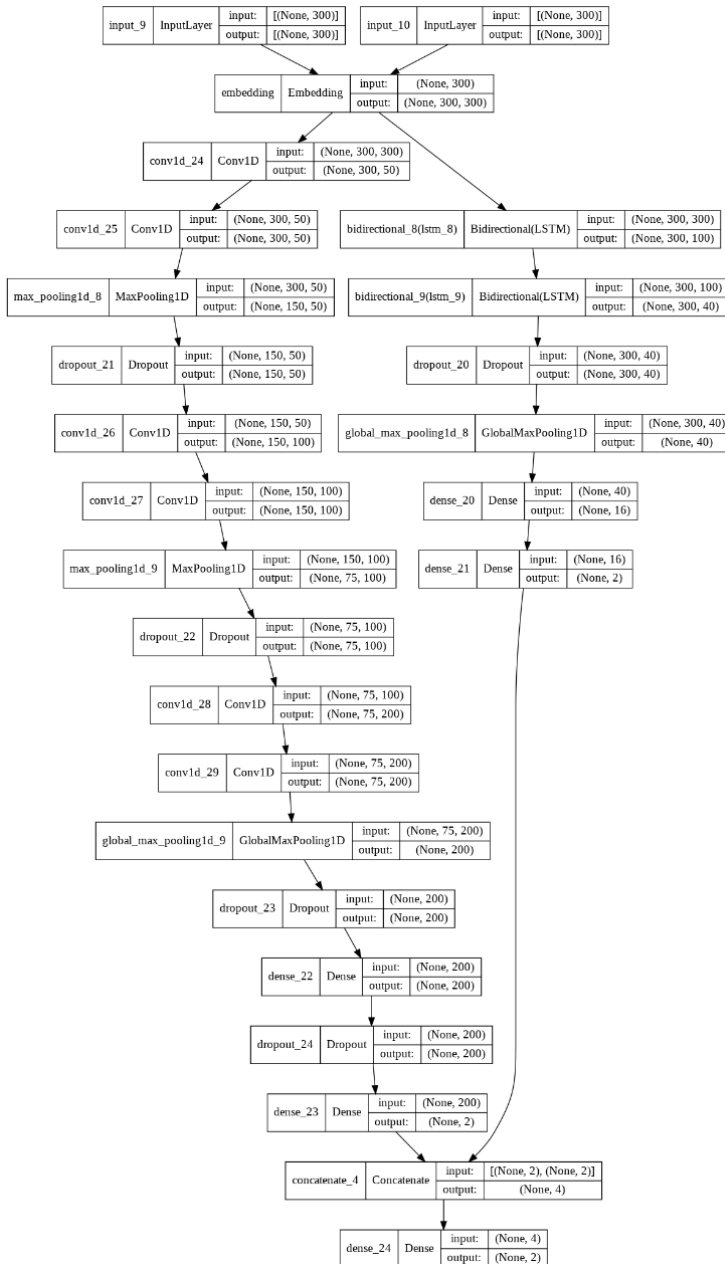 input_9 InputLayer input: [(None, 300)] output: [(None, 300)]
input_10 InputLayer input: [(None, 300)] output: [(None, 300)]
embedding Embedding input: (None, 300) output: (None, 300, 300)
conv1d_24 Conv1D input: (None, 300, 300) output: (None, 300, 50)
conv1d_25 Conv1D input: (None, 300, 50) output: (None, 300, 50)
bidirectional_8(lstm_8) Bidirectional(LSTM) input: (None, 300, 300) output: (None, 300, 100)
max_pooling1d_8 MaxPooling1D input: (None, 300, 50) output: (None, 150, 50)
bidirectional_9(lstm_9) Bidirectional(LSTM) input: (None, 300, 100) output: (None, 300, 40)
dropout_21 Dropout input: (None, 150, 50) output: (None, 150, 50)
dropout_20 Dropout input: (None, 300, 40) output: (None, 300, 40)
conv1d_26 Conv1D input: (None, 150, 50) output: (None, 150, 100)
global_max_pooling1d_8 GlobalMaxPooling1D input: (None, 300, 40) output: (None, 40)
conv1d_27 Conv1D input: (None, 150, 100) output: (None, 150, 100)
dense_20 Dense input: (None, 40) output: (None, 16)
max_pooling1d_9 MaxPooling1D input: (None, 150, 100) output: (None, 75, 100)
dense_21 Dense input: (None, 16) output: (None, 2)
dropout_22 Dropout input: (None, 75, 100) output: (None, 75, 100)
conv1d_28 Conv1D input: (None, 75, 100) output: (None, 75, 200)
conv1d_29 Conv1D input: (None, 75, 200) output: (None, 75, 200)
global_max_pooling1d_9 GlobalMaxPooling1D input: (None, 75, 200) output: (None, 200)
dropout_23 Dropout input: (None, 200) output: (None, 200)
dense_22 Dense input: (None, 200) output: (None, 200)
dropout_24 Dropout input: (None, 200) output: (None, 200)
dense_23 Dense input: (None, 200) output: (None, 2)
concatenate_4 Concatenate input: [(None, 2), (None, 2)] output: (None, 4)
dense_24 Dense input: (None, 4) output: (None, 2)